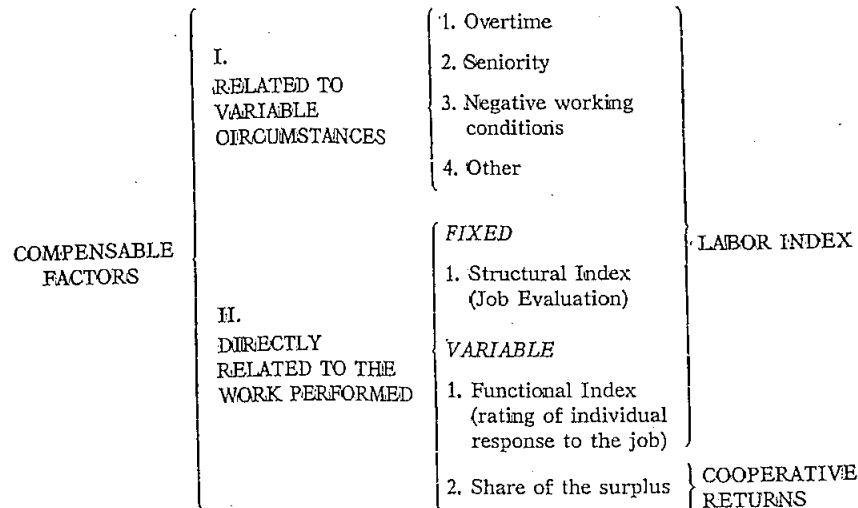 COMPENSABLE
FACTORS
I.
RELATED TO
VARIABLE
OIRCUMSTANCES
1. Overtime
2. Seniority
3. Negative working
conditions
4. Other
II.
DIRECTLY
RELATED TO THE
WORK PERFORMED
FIXED
1. Structural Index
(Job Evaluation)
VARIABLE
1. Functional Index
(rating of individual
response to the job)
2. Share of the surplus
LABOR INDEX
COOPERATIVE
RETURNS